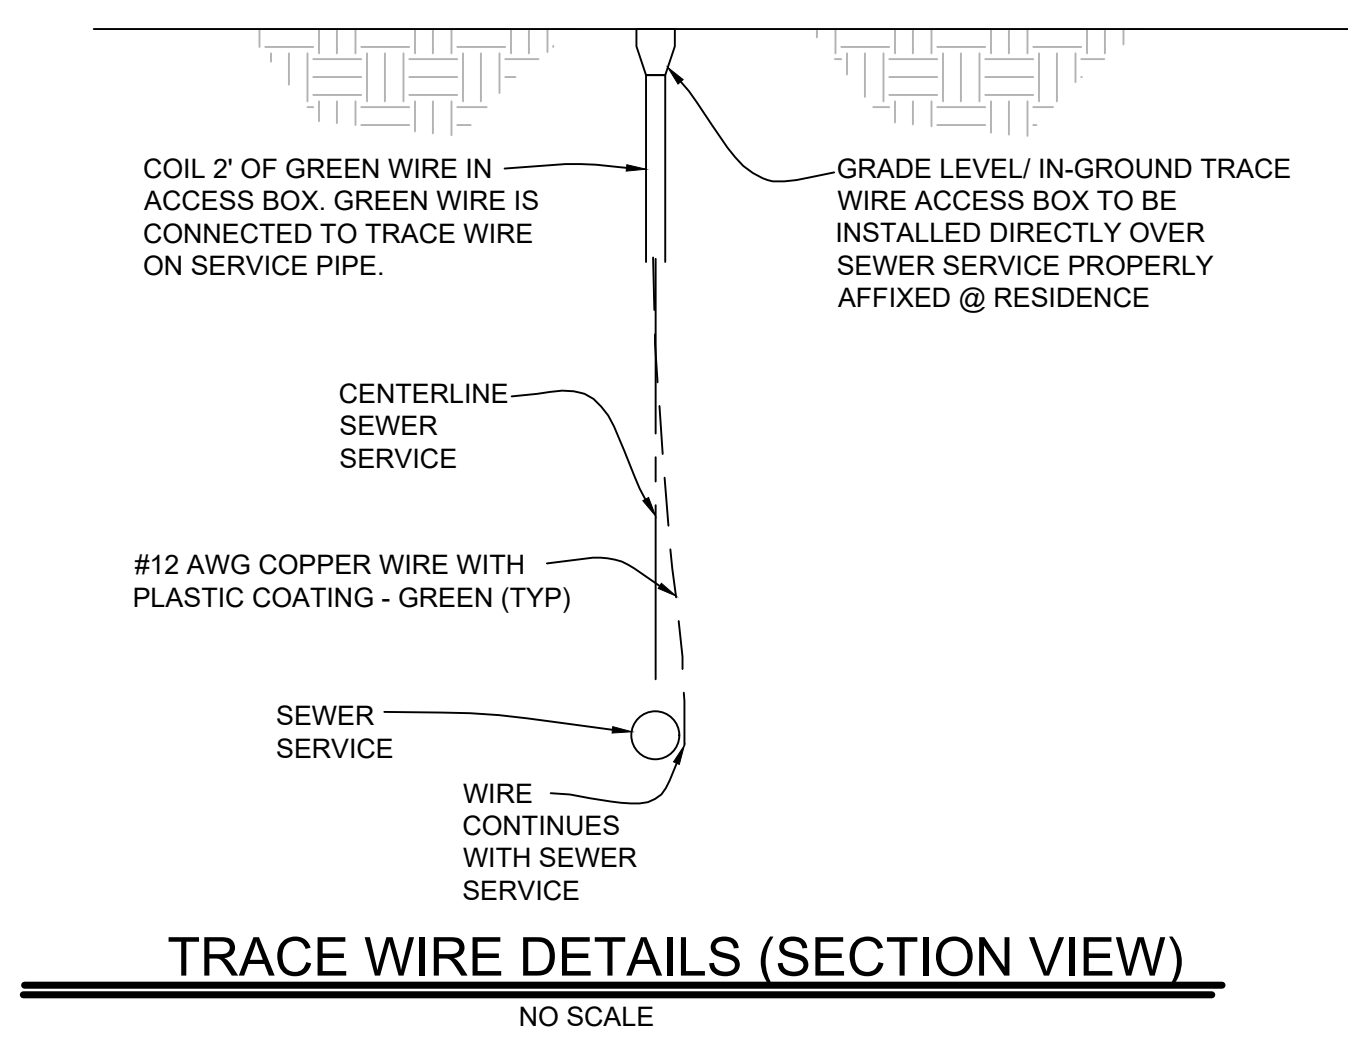 COIL 2' OF GREEN WIRE IN
ACCESS BOX. GREEN WIRE IS
CONNECTED TO TRACE WIRE
ON SERVICE PIPE.
GRADE LEVEL/ IN-GROUND TRACE
WIRE ACCESS BOX TO BE
INSTALLED DIRECTLY OVER
SEWER SERVICE PROPERLY
AFFIXED @ RESIDENCE
CENTERLINE
SEWER
SERVICE
#12 AWG COPPER WIRE WITH
PLASTIC COATING - GREEN (TYP)
SEWER
SERVICE
WIRE
CONTINUES
WITH SEWER
SERVICE
TRACE WIRE DETAILS (SECTION VIEW)
NO SCALE